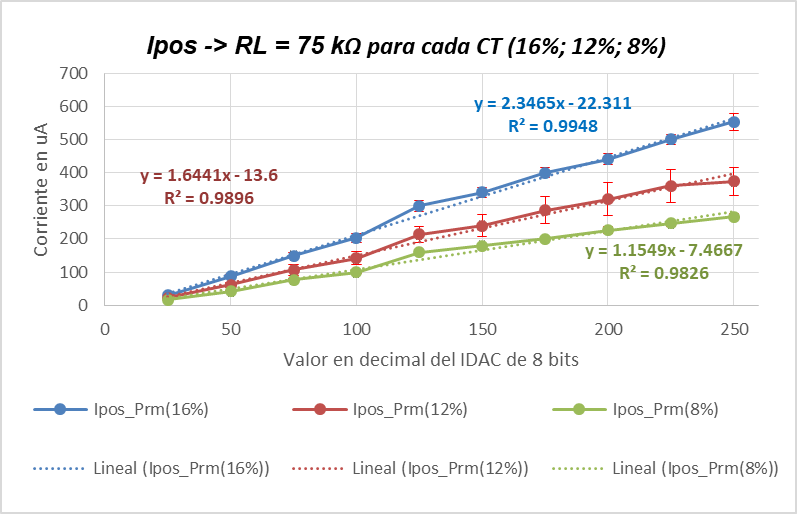 Ipos -> RL = 75 kΩ para cada CT (16%; 12%; 8%)
700
600
500
400
300
200
100
0
Corriente en uA
y = 2.3465x - 22.311
R² = 0.9948
y = 1.6441x - 13.6
R² = 0.9896
y = 1.1549x - 7.4667
R² = 0.9826
0 50 100 150 200 250
Valor en decimal del IDAC de 8 bits
Ipos_Prm(16%) Ipos_Prm(12%) Ipos_Prm(8%)
Lineal (Ipos_Prm(16%)) Lineal (Ipos_Prm(12%)) Lineal (Ipos_Prm(8%))